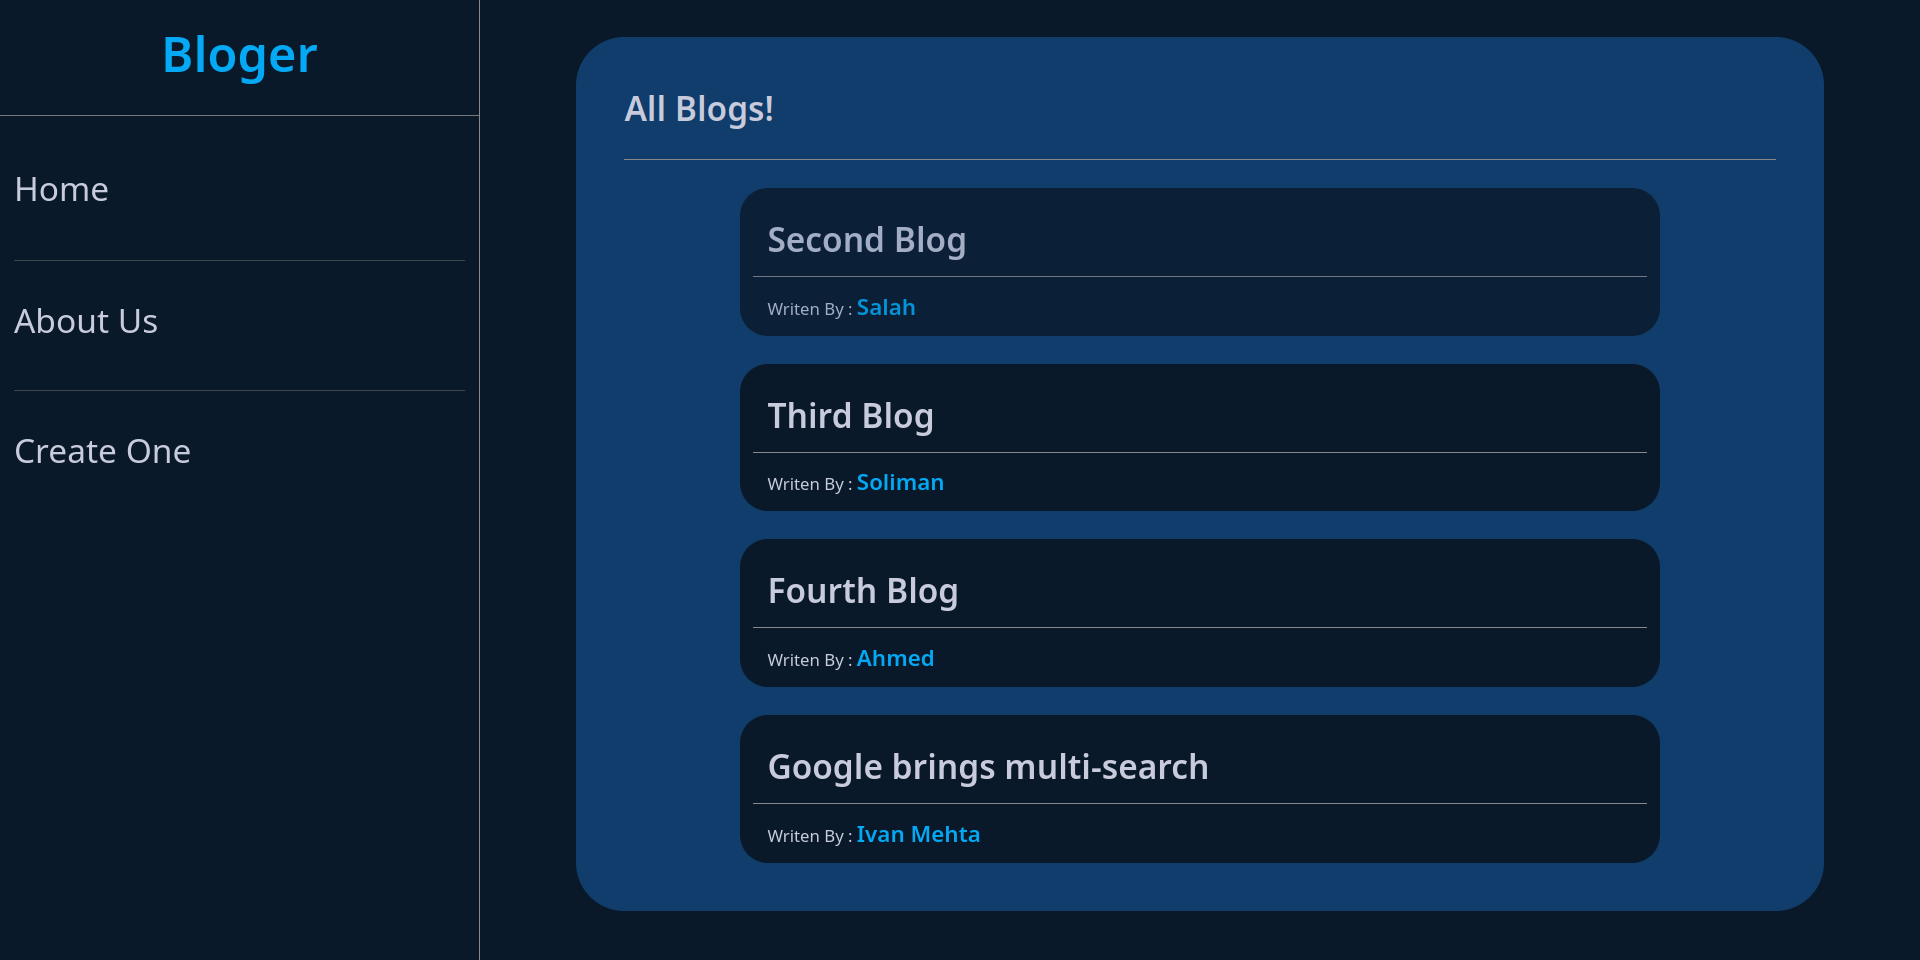 Bloger
Home
About Us
Create One
All Blogs!
Second Blog
Writen By : Salah
Third Blog
Writen By : Soliman
Fourth Blog
Writen By : Ahmed
Google brings multi-search
Writen By : Ivan Mehta